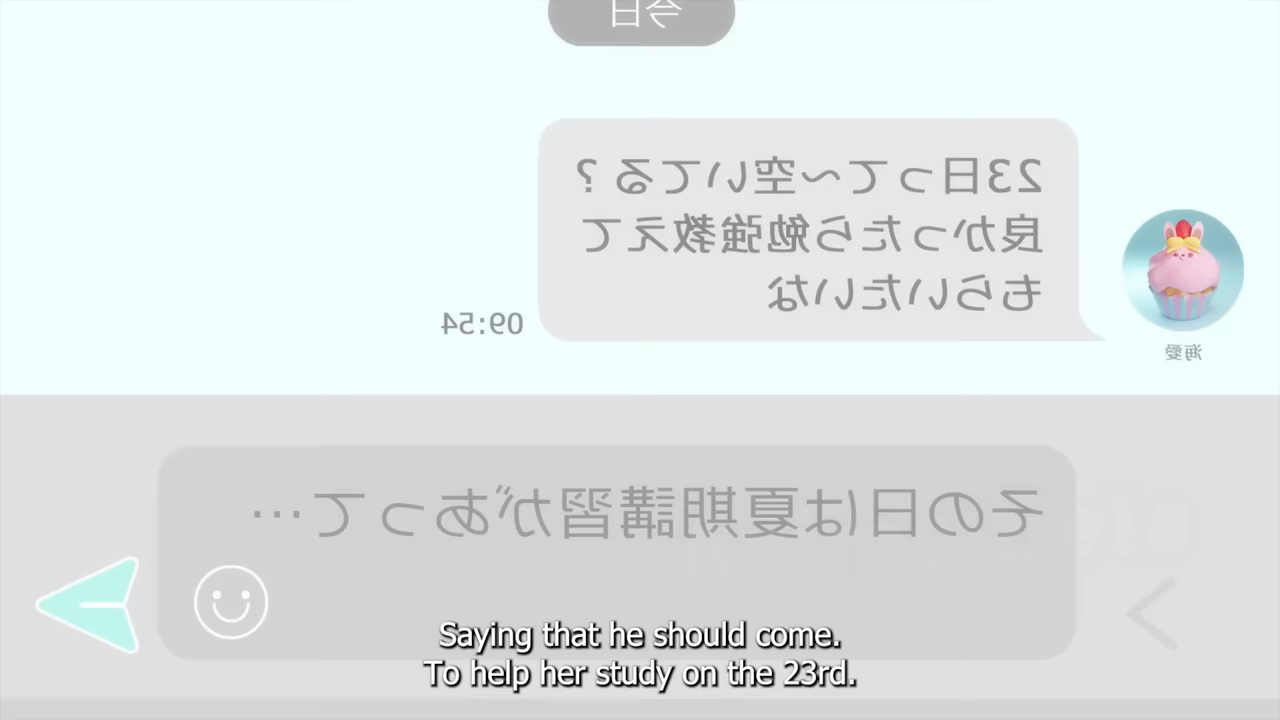 今日
23日って～空いてる？
良かったら勉強教えて
もらいたいな
09:54
海愛
その日は夏期講習があって…
Saying that he should come.
To help her study on the 23rd.